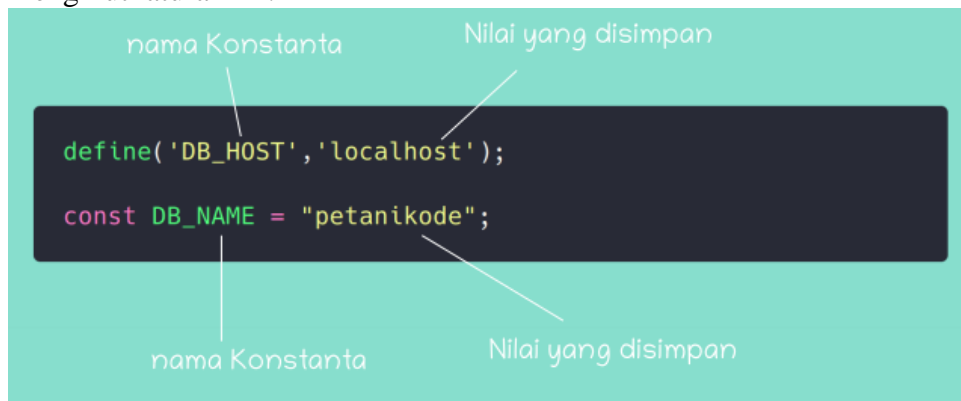 nama Konstanta
Nilai yang disimpan
define('DB_HOST','localhost');
const DB_NAME = "petanikode";
nama Konstanta
Nilai yang disimpan